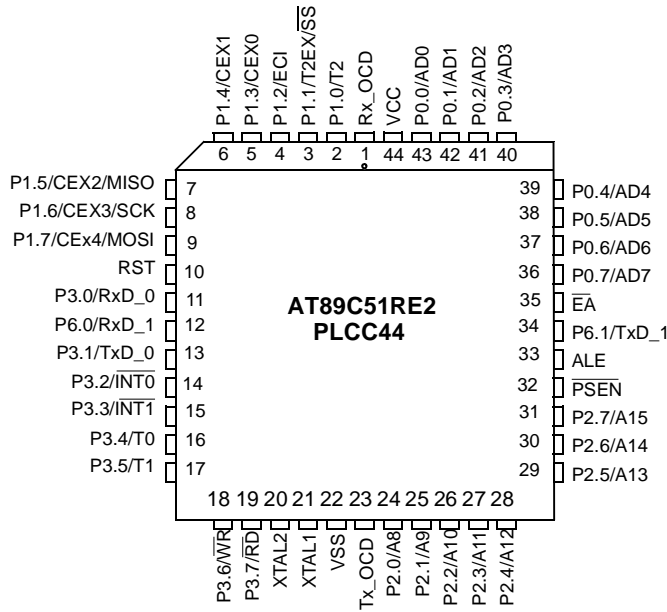 P1.4/CEX1
P1.3/CEX0
P1.2/ECI
P1.1/T2EX/S̅S̅
P1.0/T2
Rx_OCD
VCC
P0.0/AD0
P0.1/AD1
P0.2/AD2
P0.3/AD3
6 5 4 3 2 1 44 43 42 41 40
P1.5/CEX2/MISO 7
P1.6/CEX3/SCK 8
P1.7/CEx4/MOSI 9
RST 10
P3.0/RxD_0 11
P6.0/RxD_1 12
P3.1/TxD_0 13
P3.2/I̅N̅T̅0̅ 14
P3.3/I̅N̅T̅1̅ 15
P3.4/T0 16
P3.5/T1 17
AT89C51RE2
PLCC44
39 P0.4/AD4
38 P0.5/AD5
37 P0.6/AD6
36 P0.7/AD7
35 E̅A̅
34 P6.1/TxD_1
33 ALE
32 P̅S̅E̅N̅
31 P2.7/A15
30 P2.6/A14
29 P2.5/A13
18 19 20 21 22 23 24 25 26 27 28
P3.6/W̅R̅
P3.7/R̅D̅
XTAL2
XTAL1
VSS
Tx_OCD
P2.0/A8
P2.1/A9
P2.2/A10
P2.3/A11
P2.4/A12